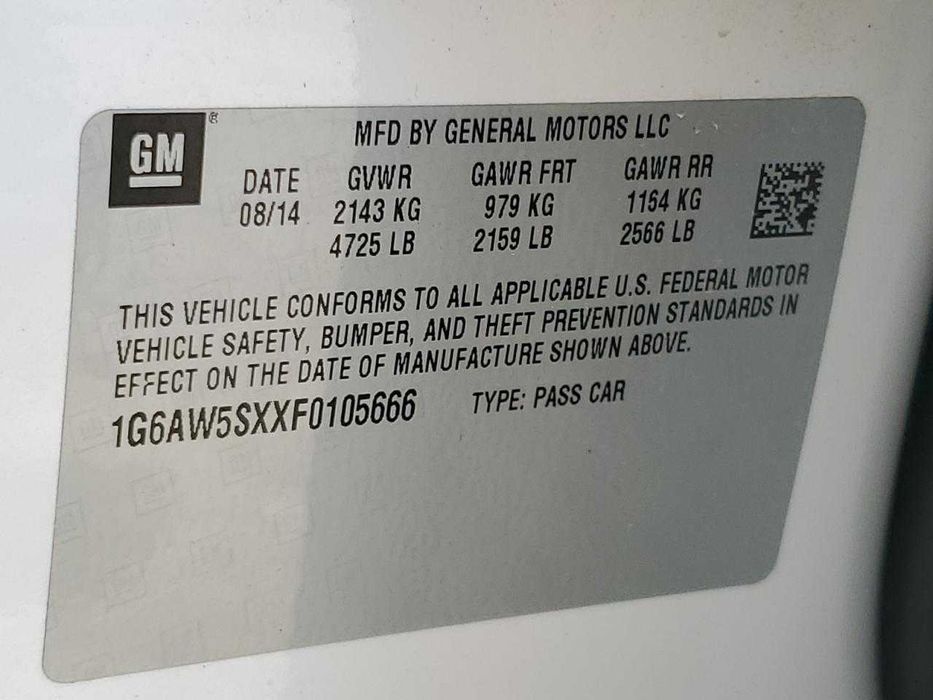 GM ®
MFD BY GENERAL MOTORS LLC
DATE GVWR GAWR FRT GAWR RR
08/14 2143 KG 979 KG 1164 KG
4725 LB 2159 LB 2566 LB
THIS VEHICLE CONFORMS TO ALL APPLICABLE U.S. FEDERAL MOTOR
VEHICLE SAFETY, BUMPER, AND THEFT PREVENTION STANDARDS IN
EFFECT ON THE DATE OF MANUFACTURE SHOWN ABOVE.
1G6AW5SXXF0105666 TYPE: PASS CAR